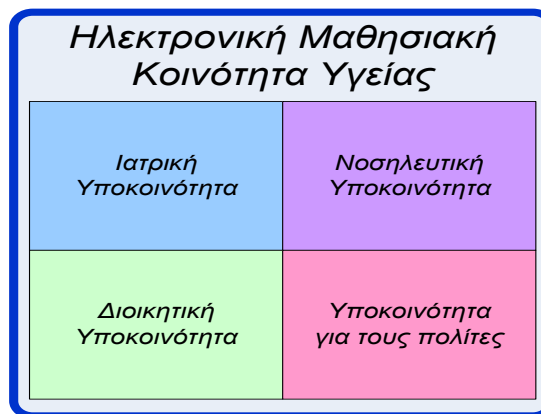 Ηλεκτρονική Μαθησιακή
Κοινότητα Υγείας
Ιατρική
Υποκοινότητα
Νοσηλευτική
Υποκοινότητα
Διοικητική
Υποκοινότητα
Υποκοινότητα
για τους πολίτες